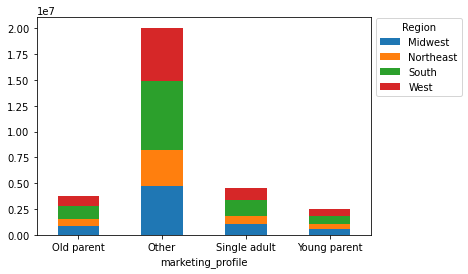 1e7
Region
Midwest
Northeast
South
West
2.00
1.75
1.50
1.25
1.00
0.75
0.50
0.25
0.00
Old parent Other Single adult Young parent
marketing_profile